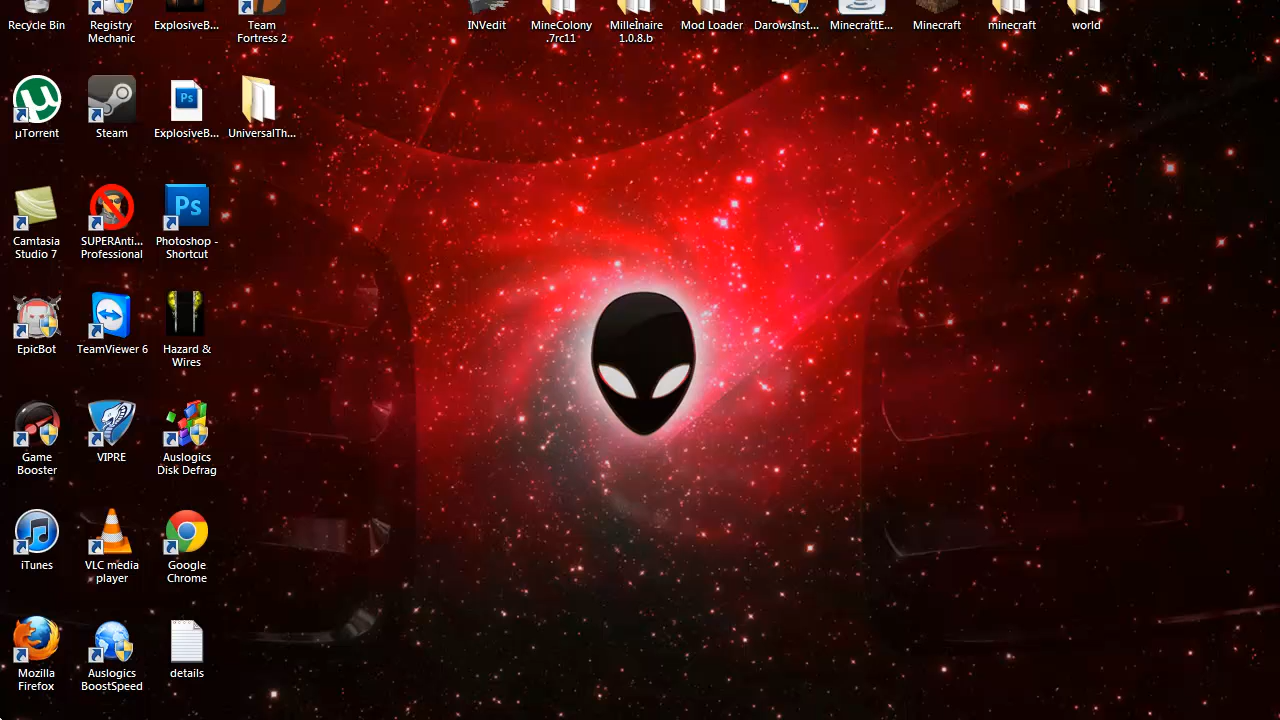 Recycle Bin
Registry
Mechanic
ExplosiveB...
Team
Fortress 2
INVedit
MineColony
.7rc11
Millenaire
1.0.8.b
Mod Loader
DarowsInst...
MinecraftE...
Minecraft
minecraft
world
µTorrent
Steam
Ps
ExplosiveB...
UniversalTh...
Camtasia
Studio 7
SUPERAnti...
Professional
Ps
Photoshop -
Shortcut
EpicBot
TeamViewer 6
Hazard &
Wires
Game
Booster
VIPRE
Auslogics
Disk Defrag
iTunes
VLC media
player
Google
Chrome
Mozilla
Firefox
Auslogics
BoostSpeed
details